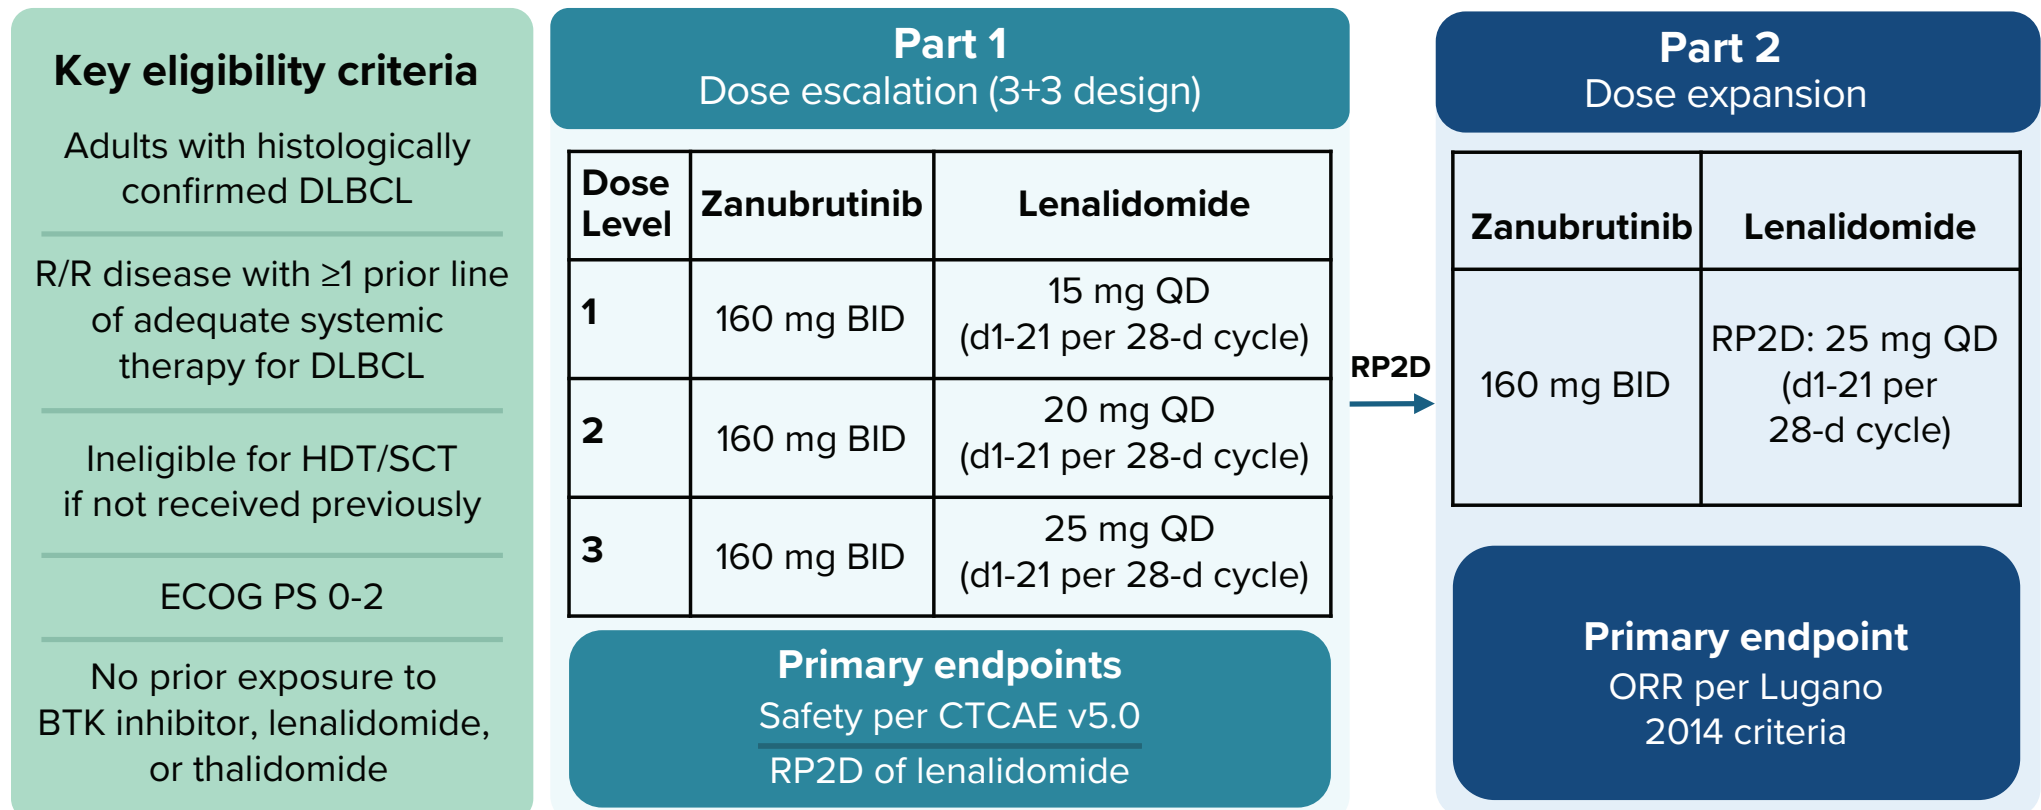 Key eligibility criteria
Adults with histologically
confirmed DLBCL
R/R disease with ≥1 prior line
of adequate systemic
therapy for DLBCL
Ineligible for HDT/SCT
if not received previously
ECOG PS 0-2
No prior exposure to
BTK inhibitor, lenalidomide,
or thalidomide
Part 1
Dose escalation (3+3 design)
Dose
Level
Zanubrutinib
Lenalidomide
1
160 mg BID
15 mg QD
(d1-21 per 28-d cycle)
2
160 mg BID
20 mg QD
(d1-21 per 28-d cycle)
3
160 mg BID
25 mg QD
(d1-21 per 28-d cycle)
Primary endpoints
Safety per CTCAE v5.0
RP2D of lenalidomide
RP2D
Part 2
Dose expansion
Zanubrutinib
Lenalidomide
160 mg BID
RP2D: 25 mg QD
(d1-21 per
28-d cycle)
Primary endpoint
ORR per Lugano
2014 criteria